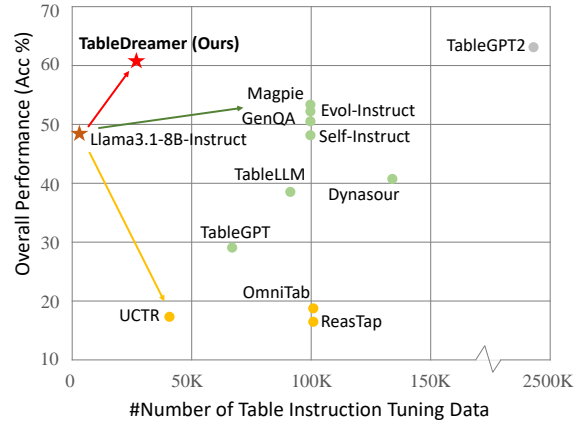 70
60
50
40
30
20
10
Overall Performance (Acc %)
TableDreamer (Ours)
TableGPT2
Magpie
Evol-Instruct
GenQA
Llama3.1-8B-Instruct
Self-Instruct
TableLLM
Dynasour
TableGPT
OmniTab
UCTR
ReasTap
0
50K
100K
150K
2500K
#Number of Table Instruction Tuning Data